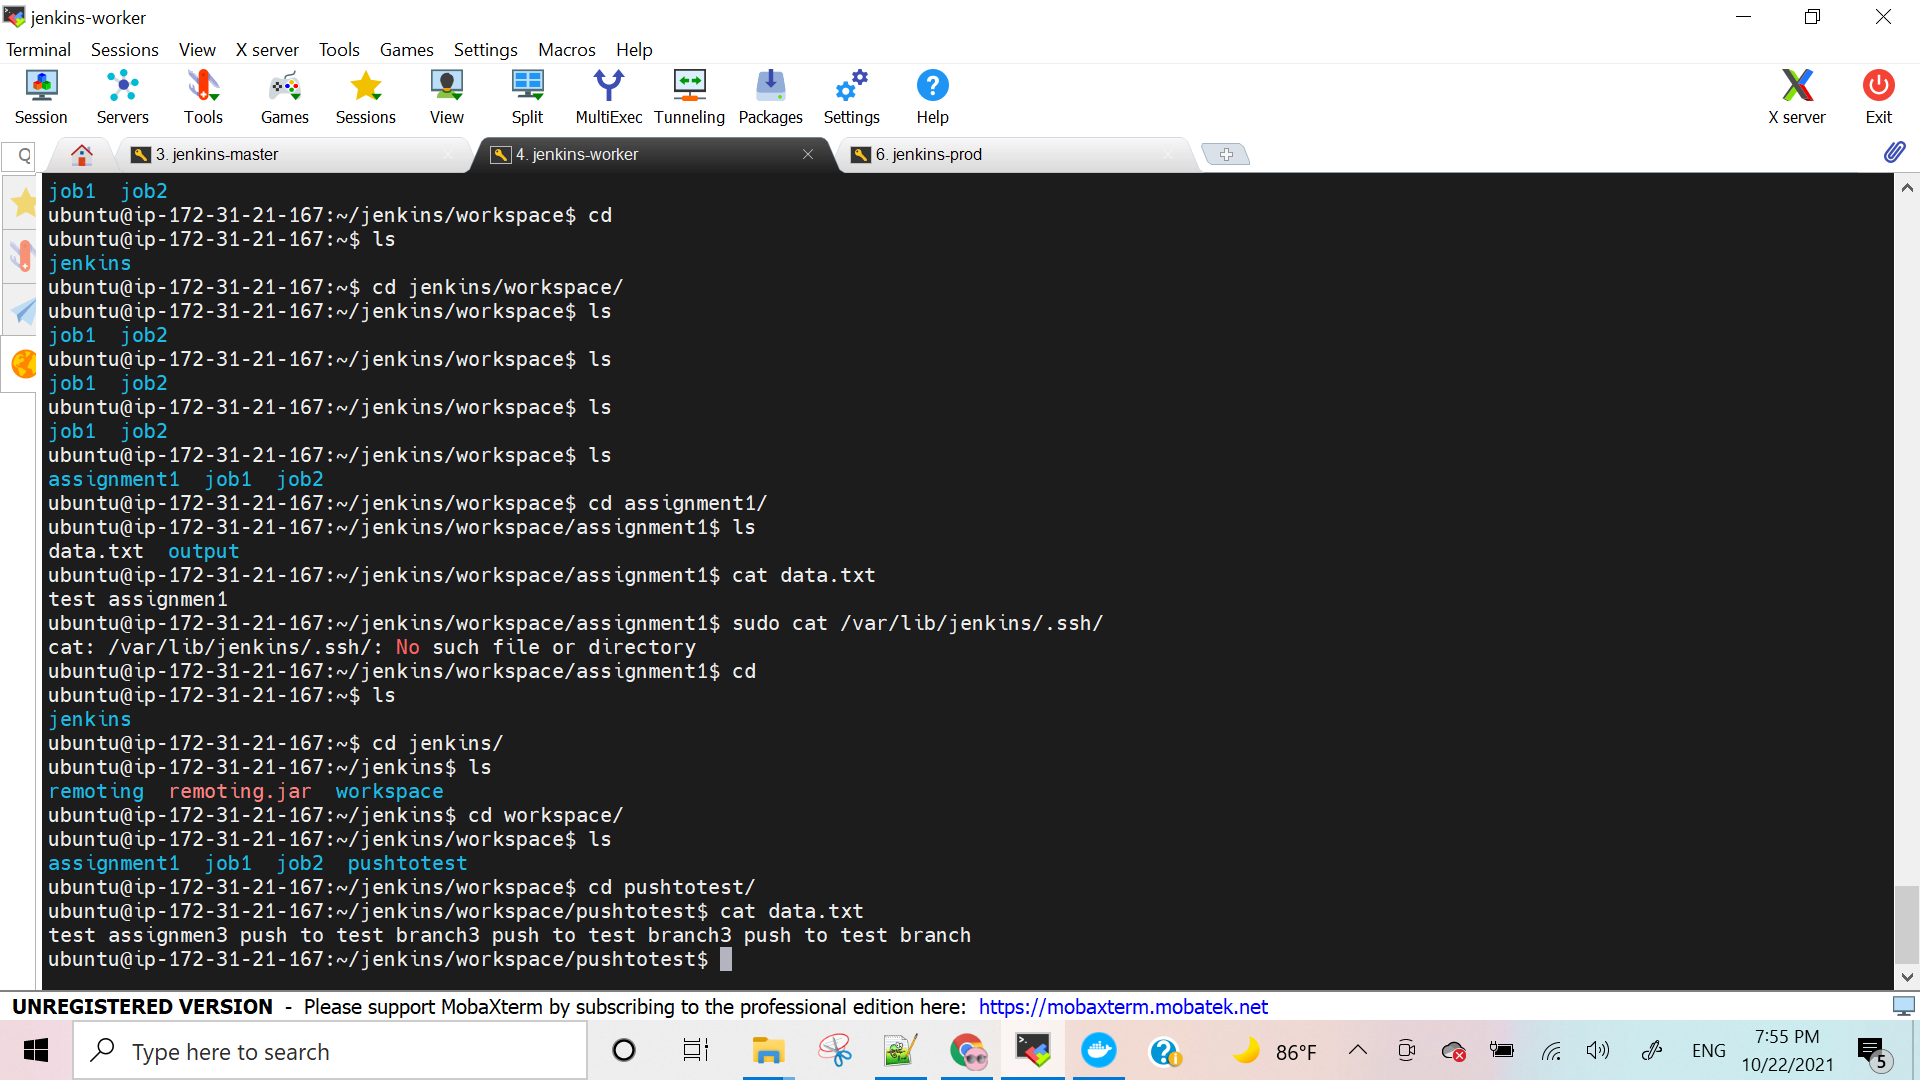 jenkins-worker
Terminal Sessions View X server Tools Games Settings Macros Help
Session Servers Tools Games Sessions View Split MultiExec Tunneling Packages Settings Help X server Exit
3. jenkins-master 4. jenkins-worker 6. jenkins-prod
job1  job2
ubuntu@ip-172-31-21-167:~/jenkins/workspace$ cd
ubuntu@ip-172-31-21-167:~$ ls
jenkins
ubuntu@ip-172-31-21-167:~$ cd jenkins/workspace/
ubuntu@ip-172-31-21-167:~/jenkins/workspace$ ls
job1  job2
ubuntu@ip-172-31-21-167:~/jenkins/workspace$ ls
job1  job2
ubuntu@ip-172-31-21-167:~/jenkins/workspace$ ls
job1  job2
ubuntu@ip-172-31-21-167:~/jenkins/workspace$ ls
assignment1  job1  job2
ubuntu@ip-172-31-21-167:~/jenkins/workspace$ cd assignment1/
ubuntu@ip-172-31-21-167:~/jenkins/workspace/assignment1$ ls
data.txt  output
ubuntu@ip-172-31-21-167:~/jenkins/workspace/assignment1$ cat data.txt
test assignmen1
ubuntu@ip-172-31-21-167:~/jenkins/workspace/assignment1$ sudo cat /var/lib/jenkins/.ssh/
cat: /var/lib/jenkins/.ssh/: No such file or directory
ubuntu@ip-172-31-21-167:~/jenkins/workspace/assignment1$ cd
ubuntu@ip-172-31-21-167:~$ ls
jenkins
ubuntu@ip-172-31-21-167:~$ cd jenkins/
ubuntu@ip-172-31-21-167:~/jenkins$ ls
remoting  remoting.jar  workspace
ubuntu@ip-172-31-21-167:~/jenkins$ cd workspace/
ubuntu@ip-172-31-21-167:~/jenkins/workspace$ ls
assignment1  job1  job2  pushtotest
ubuntu@ip-172-31-21-167:~/jenkins/workspace$ cd pushtotest/
ubuntu@ip-172-31-21-167:~/jenkins/workspace/pushtotest$ cat data.txt
test assignmen3 push to test branch3 push to test branch3 push to test branch
ubuntu@ip-172-31-21-167:~/jenkins/workspace/pushtotest$
UNREGISTERED VERSION - Please support MobaXterm by subscribing to the professional edition here: https://mobaxterm.mobatek.net
Type here to search
86°F
ENG
7:55 PM
10/22/2021
5